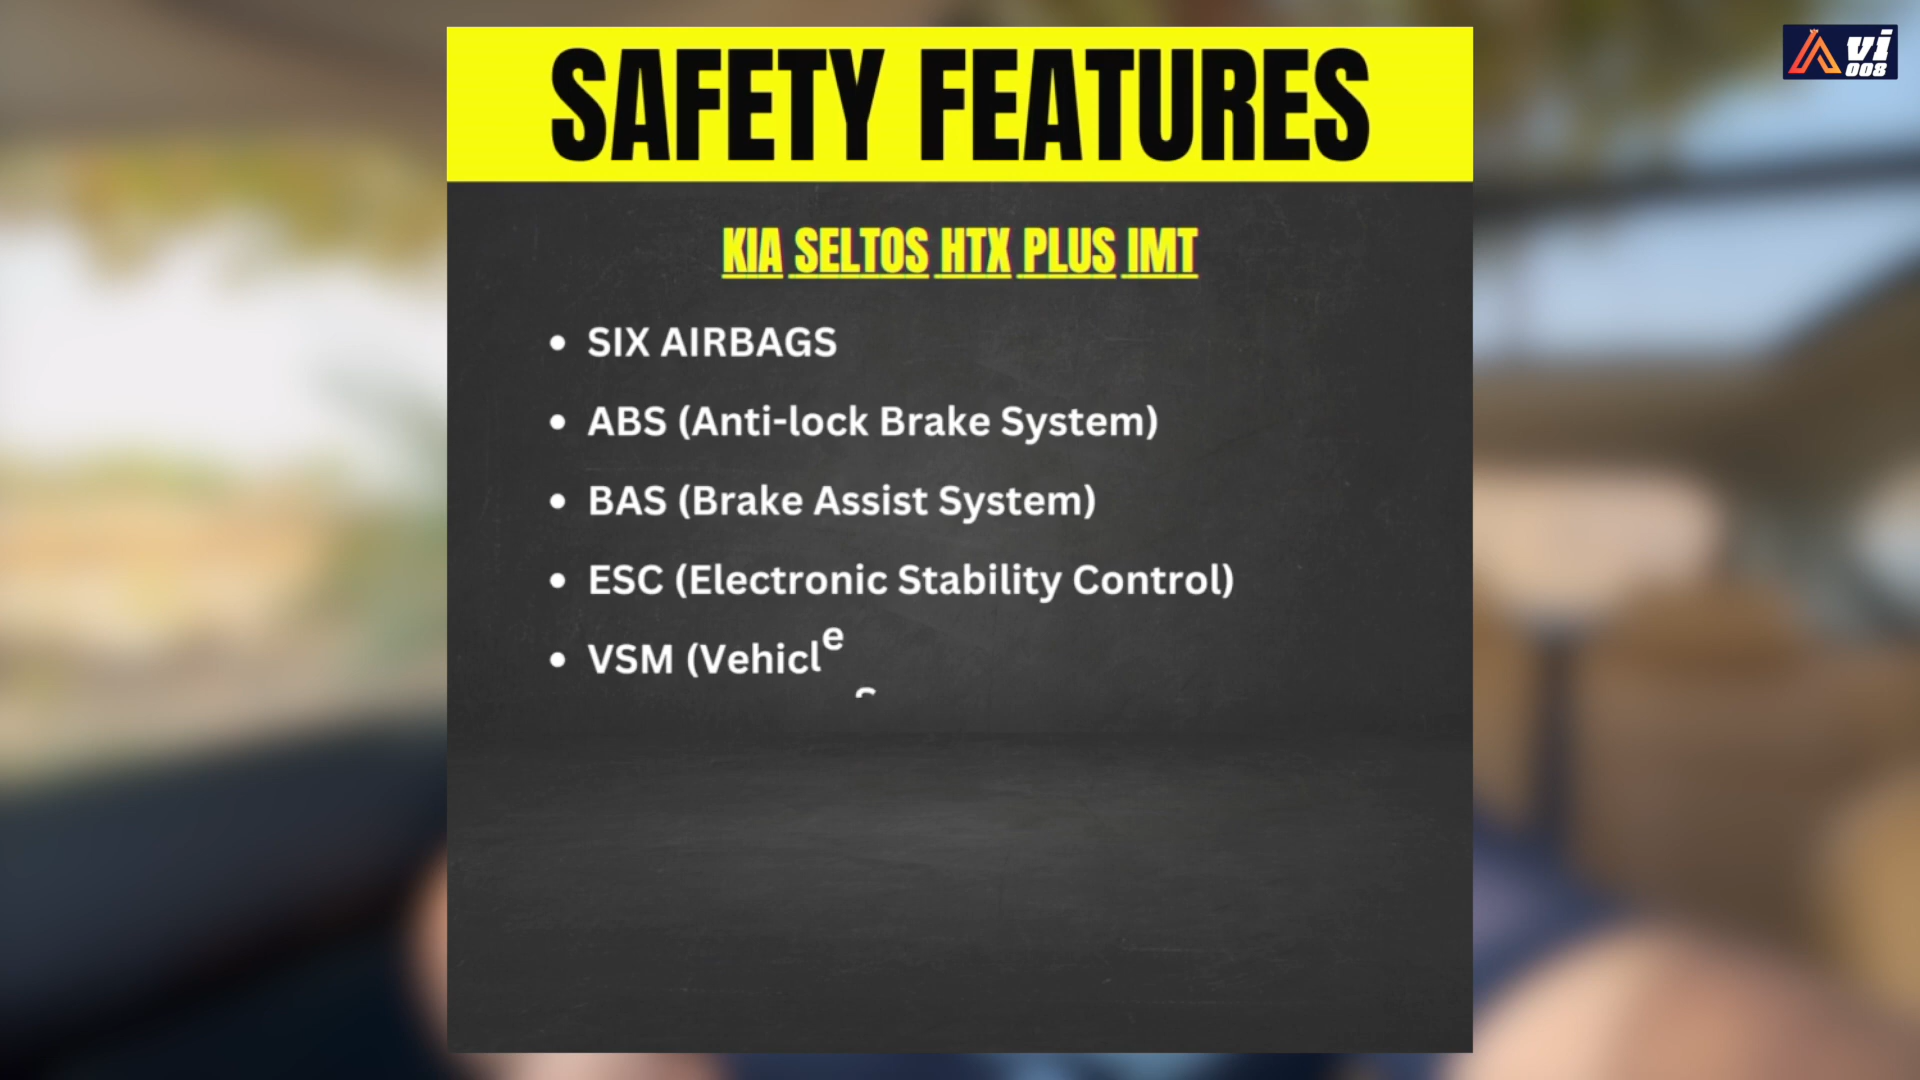 SAFETY FEATURES
Avi
008
KIA SELTOS HTX PLUS IMT
• SIX AIRBAGS
• ABS (Anti-lock Brake System)
• BAS (Brake Assist System)
• ESC (Electronic Stability Control)
• VSM (Vehicle